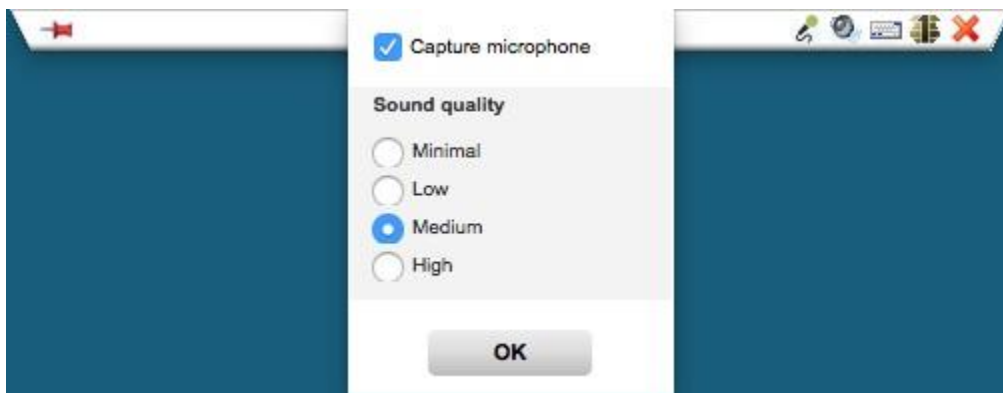 Capture microphone
Sound quality
Minimal
Low
Medium
High
OK